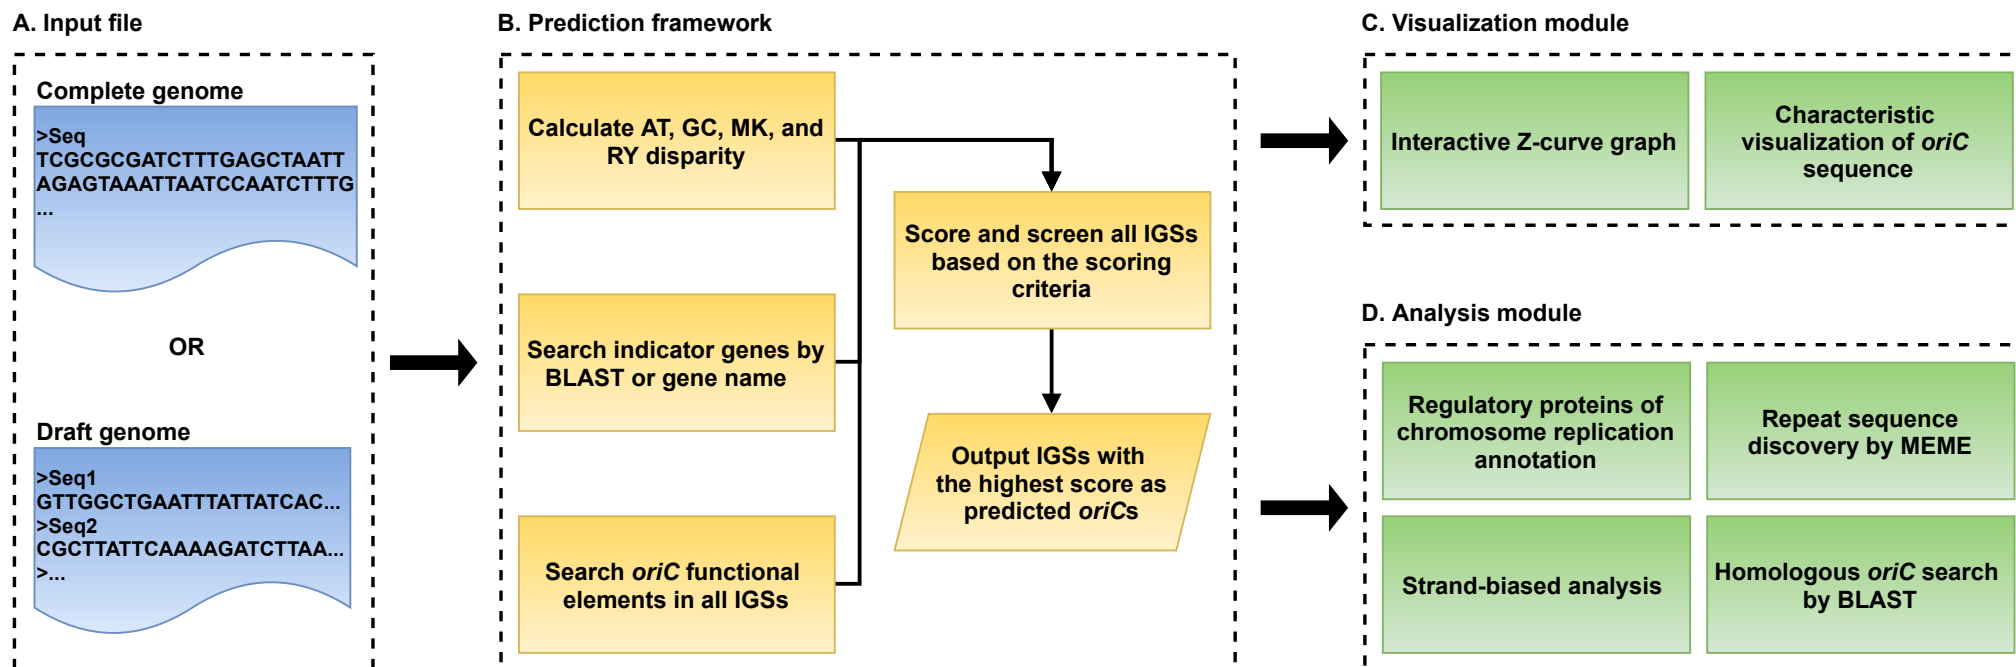 A. Input file
Complete genome
>Seq
TCGCGCGATCTTTGAGCTAATT
AGAGTAAATTAATCCAATCTTTG
...
OR
Draft genome
>Seq1
GTTGGCTGAATTTATTATCAC...
>Seq2
CGCTTATTCAAAAGATCTTAA...
>...
B. Prediction framework
Calculate AT, GC, MK, and
RY disparity
Search indicator genes by
BLAST or gene name
Search oriC functional
elements in all IGSs
Score and screen all IGSs
based on the scoring
criteria
Output IGSs with
the highest score as
predicted oriCs
C. Visualization module
Interactive Z-curve graph
Characteristic
visualization of oriC
sequence
D. Analysis module
Regulatory proteins of
chromosome replication
annotation
Repeat sequence
discovery by MEME
Strand-biased analysis
Homologous oriC search
by BLAST